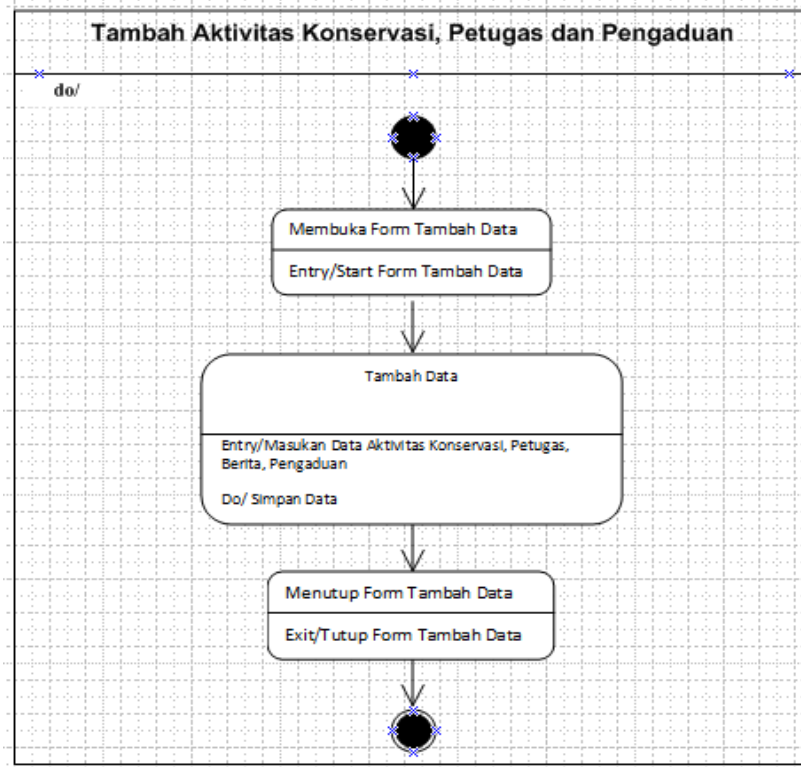 Tambah Aktivitas Konservasi, Petugas dan Pengaduan
do/
Membuka Form Tambah Data
Entry/Start Form Tambah Data
Tambah Data
Entry/Masukan Data Aktivitas Konservasi, Petugas,
Berita, Pengaduan
Do/ Simpan Data
Menutup Form Tambah Data
Exit/Tutup Form Tambah Data